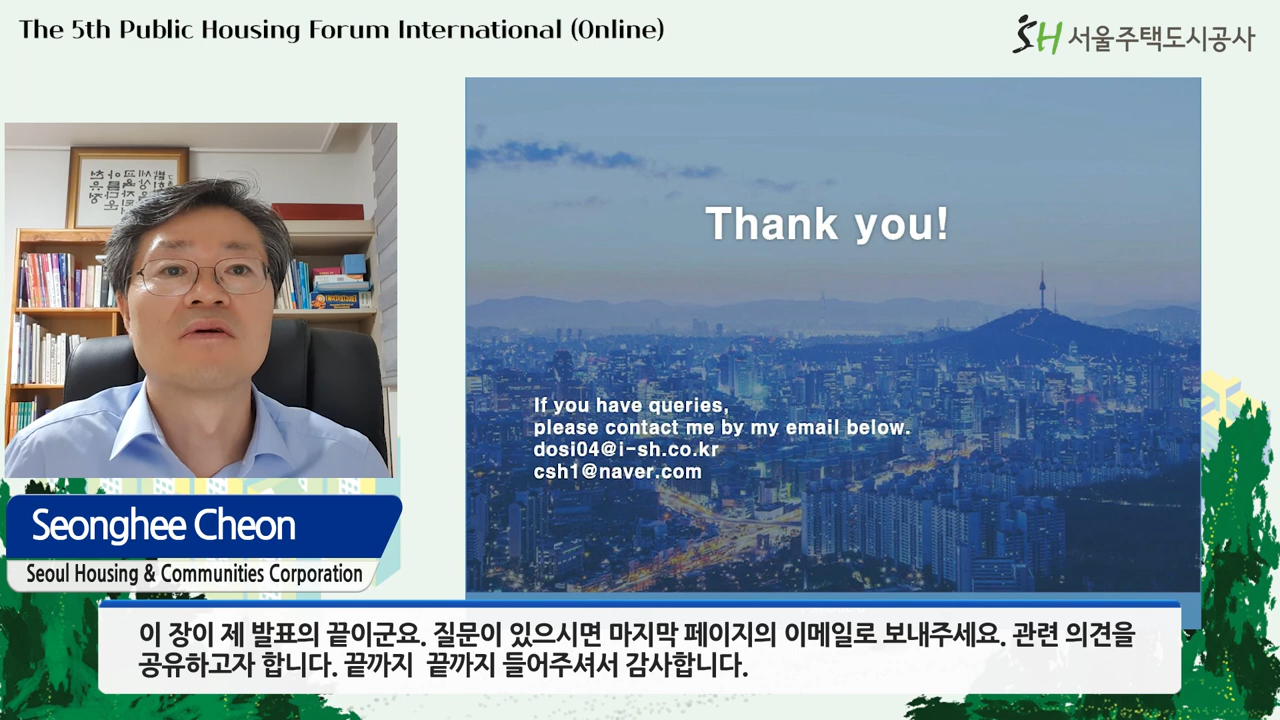 The 5th Public Housing Forum International (Online)
SH 서울주택도시공사
Thank you!
If you have queries,
please contact me by my email below.
dosi04@i-sh.co.kr
csh1@naver.com
Seonghee Cheon
Seoul Housing & Communities Corporation
이 장이 제 발표의 끝이군요. 질문이 있으시면 마지막 페이지의 이메일로 보내주세요. 관련 의견을
공유하고자 합니다. 끝까지  끝까지 들어주셔서 감사합니다.